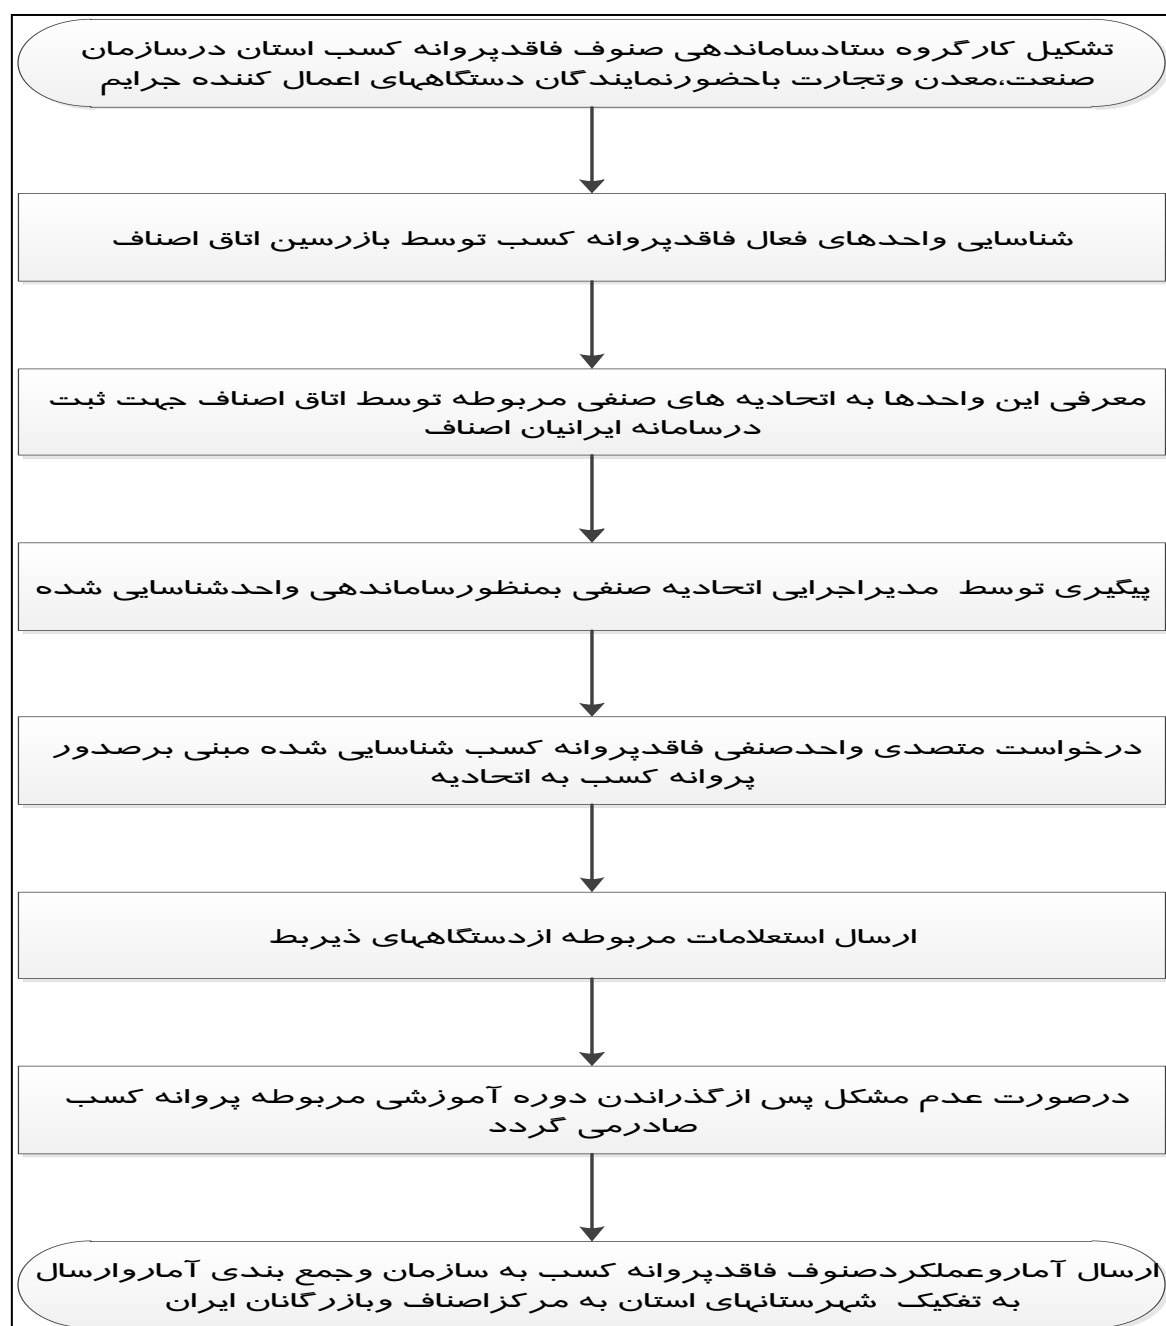 تشکیل کارگروه ستادساماندهی صنوف فاقدپروانه کسب استان درسازمان
صنعت،معدن وتجارت باحضورنمایندگان دستگاههای اعمال کننده جرایم
شناسایی واحدهای فعال فاقدپروانه کسب توسط بازرسین اتاق اصناف
معرفی این واحدها به اتحادیه های صنفی مربوطه توسط اتاق اصناف جهت ثبت
درسامانه ایرانیان اصناف
پیگیری توسط مدیراجرایی اتحادیه صنفی بمنظورساماندهی واحدشناسایی شده
درخواست متصدی واحدصنفی فاقدپروانه کسب شناسایی شده مبنی برصدور
پروانه کسب به اتحادیه
ارسال استعلامات مربوطه ازدستگاههای ذیربط
درصورت عدم مشکل پس ازگذراندن دوره آموزشی مربوطه پروانه کسب
صادرمی گردد
ارسال آماروعملکردصنوف فاقدپروانه کسب به سازمان وجمع بندی آماروارسال
به تفکیک شهرستانهای استان به مرکزاصناف وبازرگانان ایران